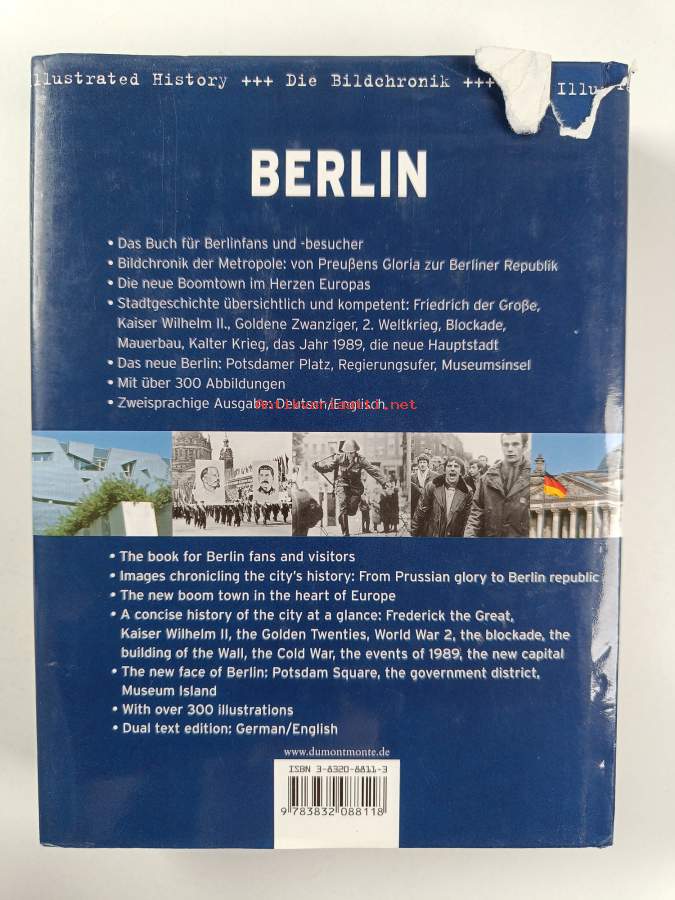 llustrated History +++ Die Bildchronik +++
Illu
BERLIN
• Das Buch für Berlinfans und -besucher
• Bildchronik der Metropole: von Preußens Gloria zur Berliner Republik
• Die neue Boomtown im Herzen Europas
• Stadtgeschichte übersichtlich und kompetent: Friedrich der Große,
Kaiser Wilhelm II., Goldene Zwanziger, 2. Weltkrieg, Blockade,
Mauerbau, Kalter Krieg, das Jahr 1989, die neue Hauptstadt
• Das neue Berlin: Potsdamer Platz, Regierungsufer, Museumsinsel
• Mit über 300 Abbildungen
• Zweisprachige Ausgabe: Deutsch/Englisch
Antikvariaatti.net
• The book for Berlin fans and visitors
• Images chronicling the city's history: From Prussian glory to Berlin republic
• The new boom town in the heart of Europe
• A concise history of the city at a glance: Frederick the Great,
Kaiser Wilhelm II, the Golden Twenties, World War 2, the blockade, the
building of the Wall, the Cold War, the events of 1989, the new capital
• The new face of Berlin: Potsdam Square, the government district,
Museum Island
• With over 300 illustrations
• Dual text edition: German/English
www.dumontmonte.de
ISBN 3-8320-8811-3
9 783832 088118